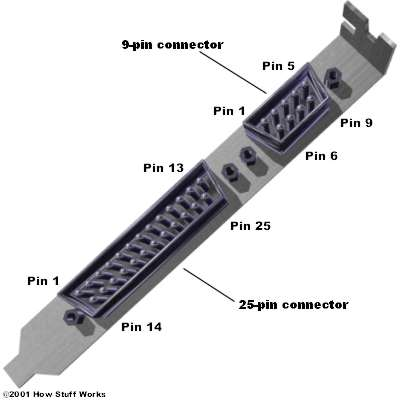 9-pin connector
Pin 5
Pin 1
Pin 9
Pin 6
Pin 13
Pin 25
Pin 1
25-pin connector
Pin 14
©2001 How Stuff Works